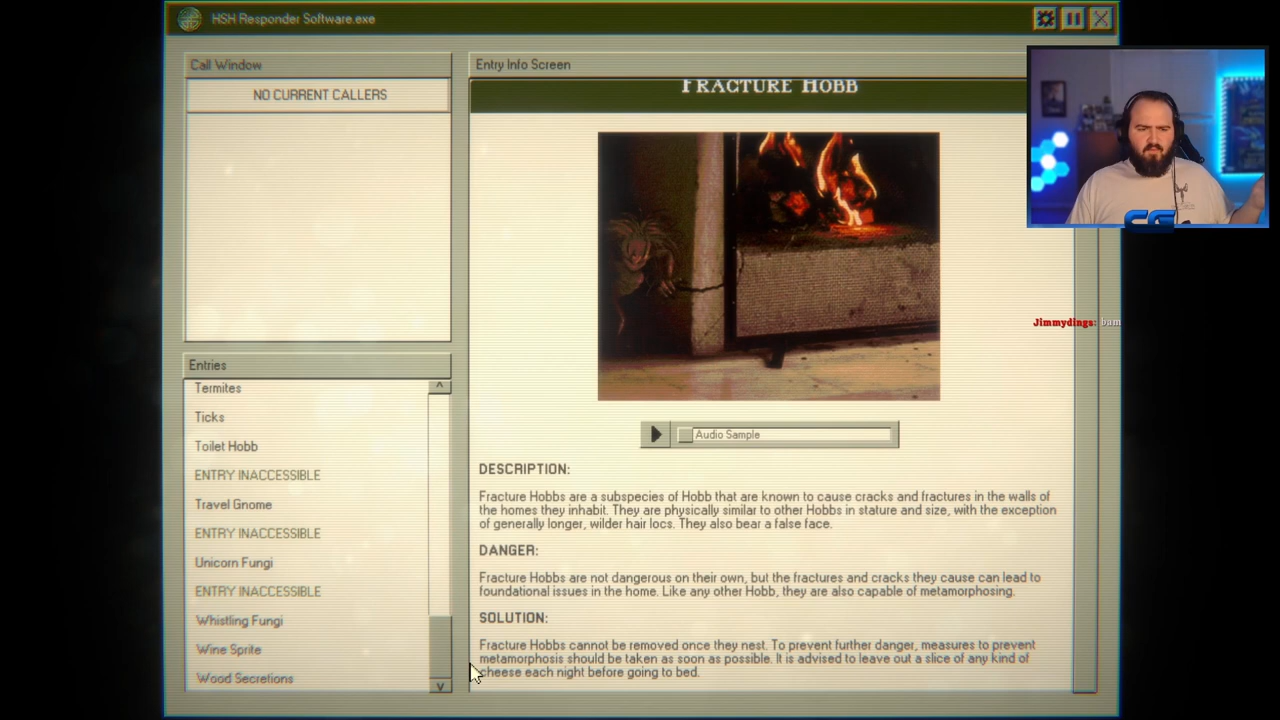 HSH Responder Software.exe
Call Window
NO CURRENT CALLERS
Entries
Termites
Ticks
Toilet Hobb
ENTRY INACCESSIBLE
Travel Gnome
ENTRY INACCESSIBLE
Unicorn Fungi
ENTRY INACCESSIBLE
Whistling Fungi
Wine Sprite
Wood Secretions
Entry Info Screen
FRACTURE HOBB
Audio Sample
DESCRIPTION:
Fracture Hobbs are a subspecies of Hobb that are known to cause cracks and fractures in the walls of
the homes they inhabit. They are physically similar to other Hobbs in stature and size, with the exception
of generally longer, wilder hair locs. They also bear a false face.
DANGER:
Fracture Hobbs are not dangerous on their own, but the fractures and cracks they cause can lead to
foundational issues in the home. Like any other Hobb, they are also capable of metamorphosing.
SOLUTION:
Fracture Hobbs cannot be removed once they nest. To prevent further danger, measures to prevent
metamorphosis should be taken as soon as possible. It is advised to leave out a slice of any kind of
cheese each night before going to bed.
Jimmydings: bam